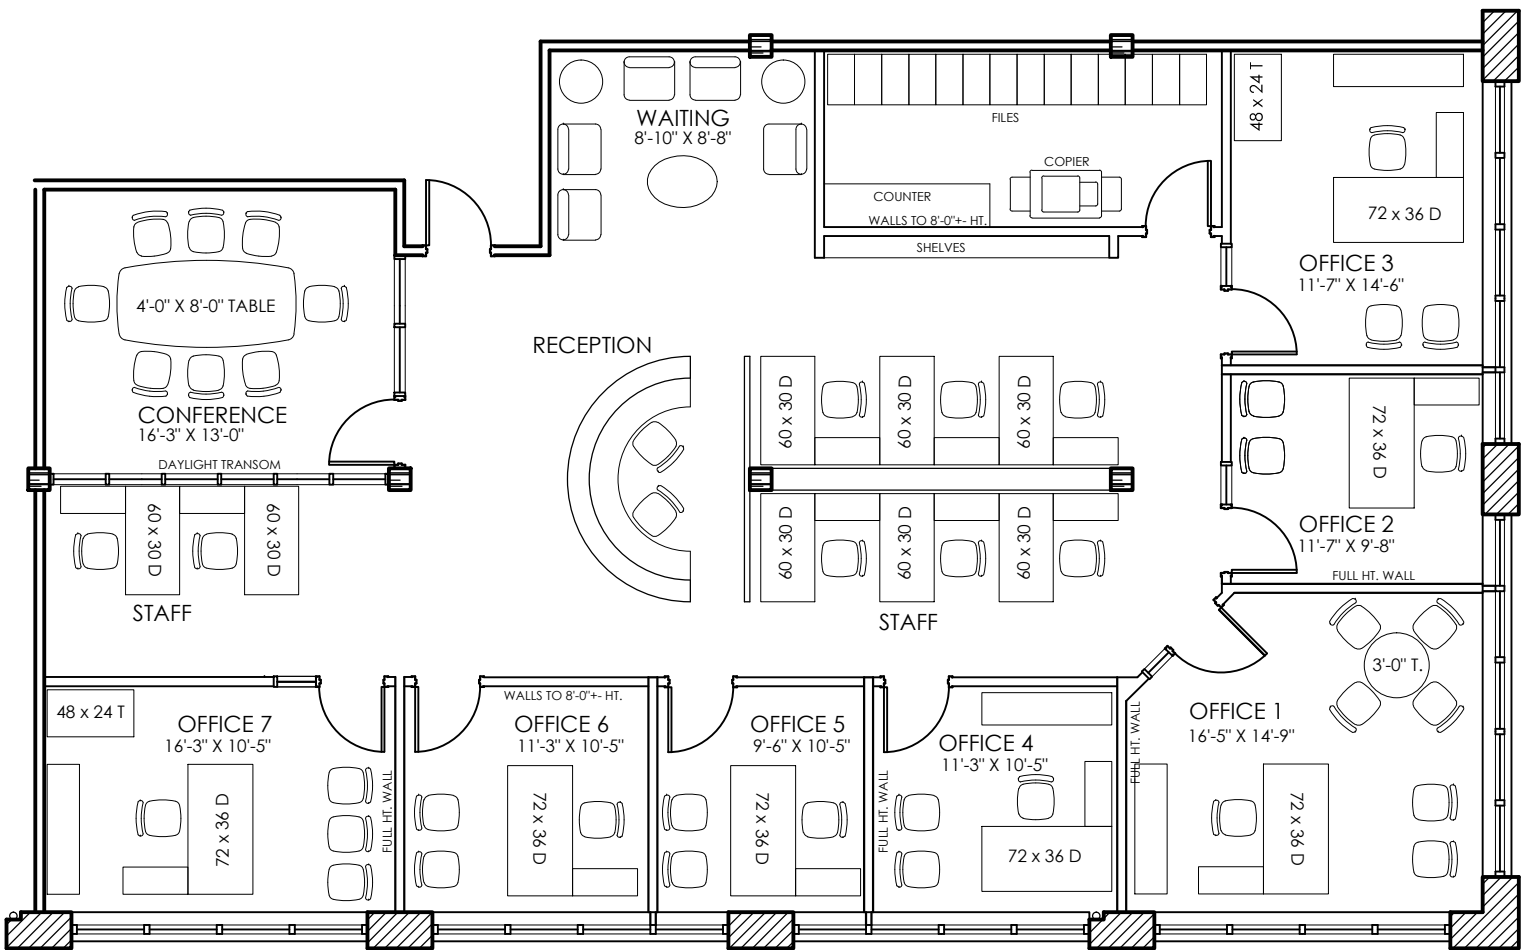 WAITING
8'-10" X 8'-8"
FILES
COPIER
COUNTER
WALLS TO 8'-0"+- HT.
SHELVES
48 x 24 T
72 x 36 D
OFFICE 3
11'-7" X 14'-6"
4'-0" X 8'-0" TABLE
CONFERENCE
16'-3" X 13'-0"
DAYLIGHT TRANSOM
RECEPTION
60 x 30 D
60 x 30 D
60 x 30 D
72 x 36 D
OFFICE 2
11'-7" X 9'-8"
FULL HT. WALL
60 x 30 D
60 x 30 D
STAFF
60 x 30 D
60 x 30 D
60 x 30 D
STAFF
3'-0" T.
OFFICE 1
16'-5" X 14'-9"
FULL HT. WALL
72 x 36 D
48 x 24 T
OFFICE 7
16'-3" X 10'-5"
72 x 36 D
FULL HT. WALL
WALLS TO 8'-0"+- HT.
OFFICE 6
11'-3" X 10'-5"
72 x 36 D
OFFICE 5
9'-6" X 10'-5"
72 x 36 D
FULL HT. WALL
OFFICE 4
11'-3" X 10'-5"
72 x 36 D